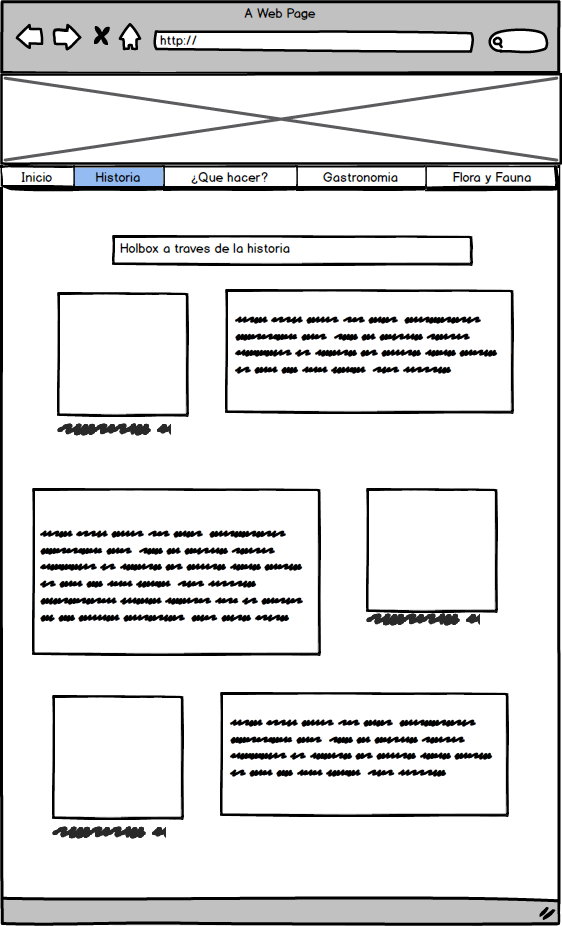 A Web Page
http://
Inicio Historia ¿Que hacer? Gastronomia Flora y Fauna
Holbox a traves de la historia